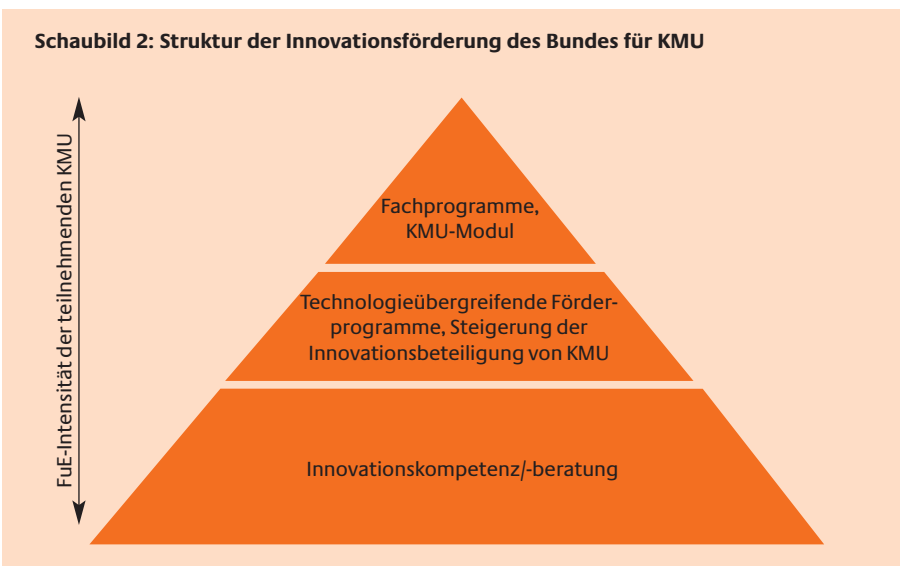 Schaubild 2: Struktur der Innovationsförderung des Bundes für KMU
FuE-Intensität der teilnehmenden KMU
Fachprogramme,
KMU-Modul
Technologieübergreifende Förder-
programme, Steigerung der
Innovationsbeteiligung von KMU
Innovationskompetenz/-beratung